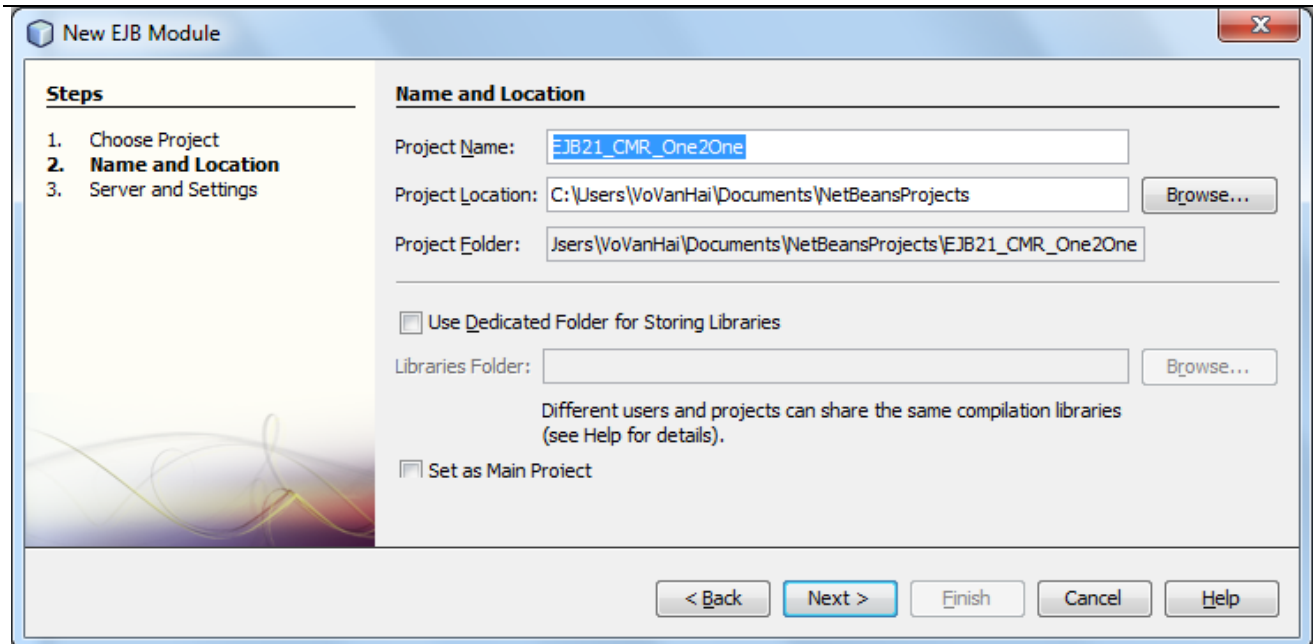 New EJB Module
Steps
1. Choose Project
2. Name and Location
3. Server and Settings
Name and Location
Project Name: EJB21_CMR_One2One
Project Location: C:\Users\VoVanHai\Documents\NetBeansProjects Browse...
Project Folder: Jsers\VoVanHai\Documents\NetBeansProjects\EJB21_CMR_One2One
Use Dedicated Folder for Storing Libraries
Libraries Folder: Browse...
Different users and projects can share the same compilation libraries
(see Help for details).
Set as Main Project
< Back Next > Finish Cancel Help